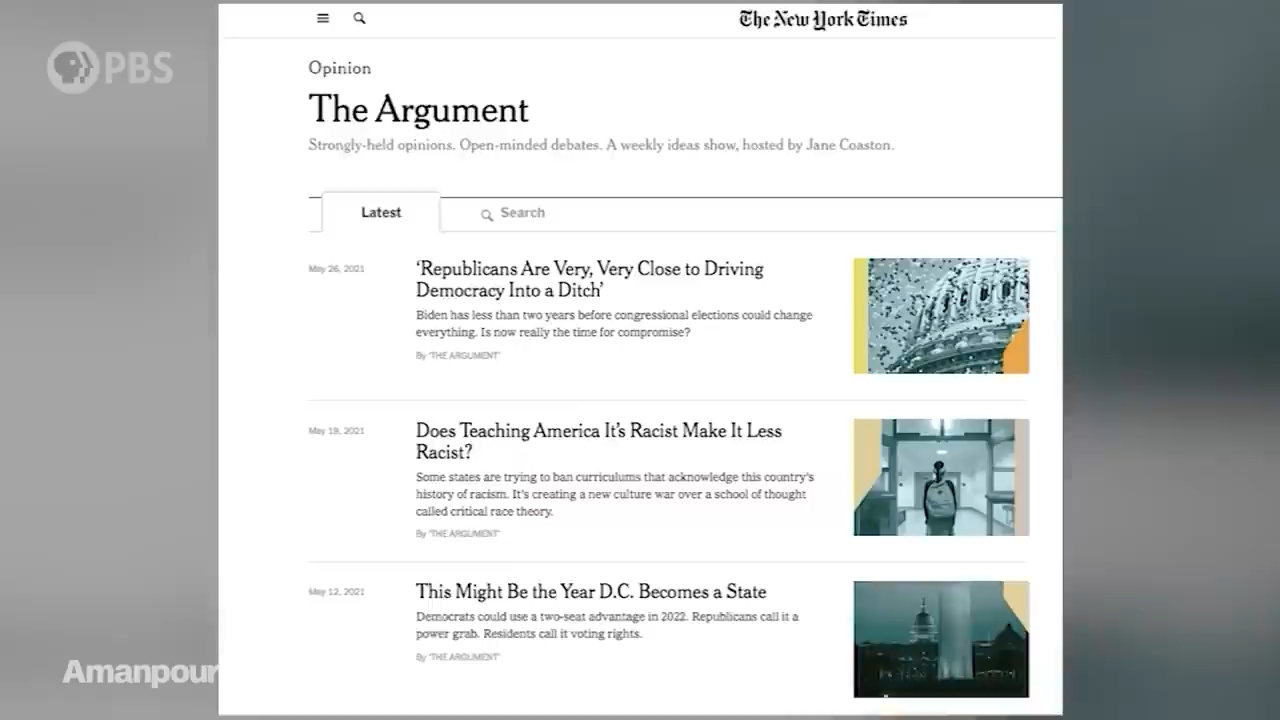 The New York Times
PBS
Opinion
The Argument
Strongly-held opinions. Open-minded debates. A weekly ideas show, hosted by Jane Coaston.
Latest
Search
May 26, 2021
‘Republicans Are Very, Very Close to Driving
Democracy Into a Ditch’
Biden has less than two years before congressional elections could change
everything. Is now really the time for compromise?
By ‘THE ARGUMENT’
May 19, 2021
Does Teaching America It’s Racist Make It Less
Racist?
Some states are trying to ban curriculums that acknowledge this country’s
history of racism. It’s creating a new culture war over a school of thought
called critical race theory.
By ‘THE ARGUMENT’
May 12, 2021
This Might Be the Year D.C. Becomes a State
Democrats could use a two-seat advantage in 2022. Republicans call it a
power grab. Residents call it voting rights.
By ‘THE ARGUMENT’
Amanpour